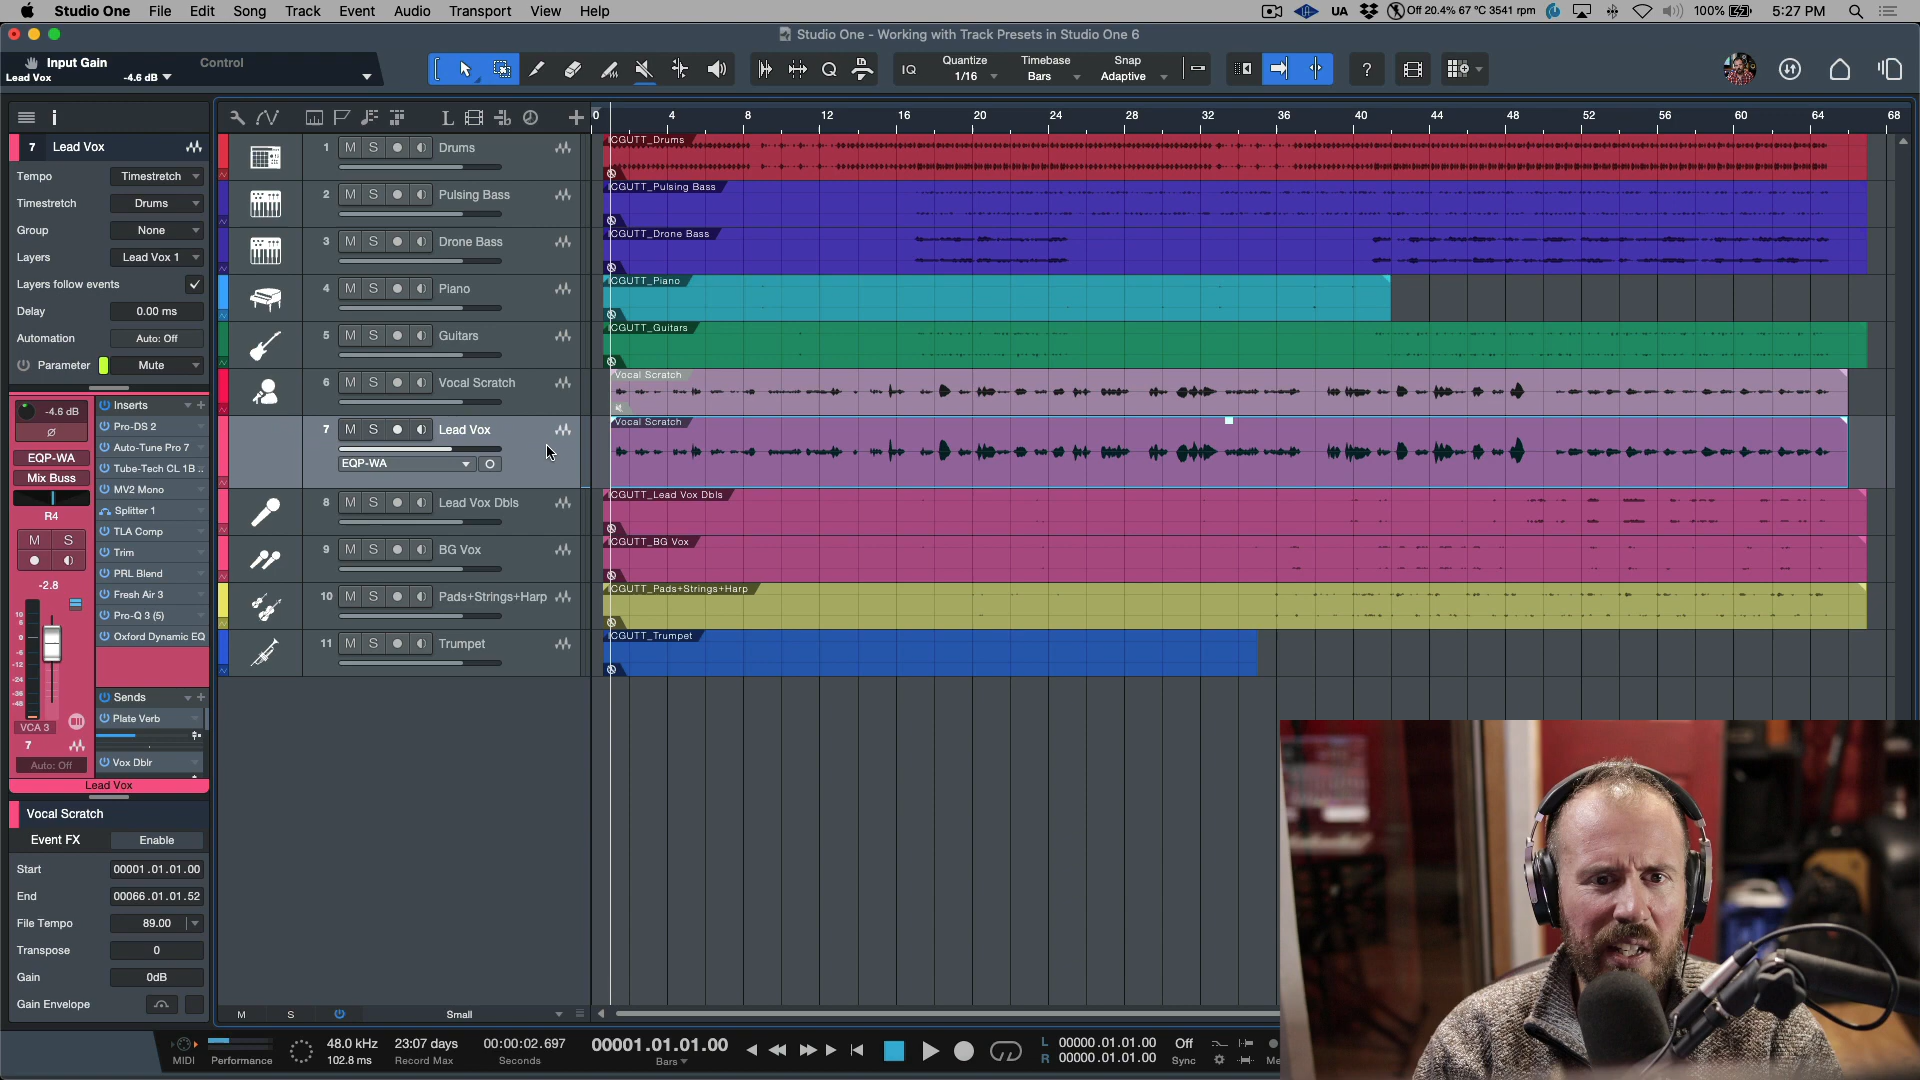 Studio One File Edit Song Track Event Audio Transport View Help
Off 20.4% 67 °C 3541 rpm 100% 5:27 PM
Studio One - Working with Track Presets in Studio One 6
Input Gain Control
Lead Vox -4.6 dB
IQ
Quantize 1/16
Timebase Bars
Snap Adaptive
?
7 Lead Vox
Tempo Timestretch
Timestretch Drums
Group None
Layers Lead Vox 1
Layers follow events
Delay 0.00 ms
Automation Auto: Off
Parameter Mute
-4.6 dB
EQP-WA
Mix Buss
R4
M S
-2.8
10
5
0
-6
-12
-24
-36
-48
VCA 3
7
Auto: Off
Lead Vox
Inserts
Pro-DS 2
Auto-Tune Pro 7
Tube-Tech CL 1B ..
MV2 Mono
Splitter 1
TLA Comp
Trim
PRL Blend
Fresh Air 3
Pro-Q 3 (5)
Oxford Dynamic EQ
Sends
Plate Verb
Vox Dblr
Vocal Scratch
Event FX Enable
Start 00001.01.01.00
End 00066.01.01.52
File Tempo 89.00
Transpose 0
Gain 0dB
Gain Envelope
0 4 8 12 16 20 24 28 32 36 40 44 48 52 56 60 64 68
1 M S Drums
2 M S Pulsing Bass
3 M S Drone Bass
4 M S Piano
5 M S Guitars
6 M S Vocal Scratch
7 M S Lead Vox
EQP-WA
8 M S Lead Vox Dbls
9 M S BG Vox
10 M S Pads+Strings+Harp
11 M S Trumpet
CGUTT_Drums
CGUTT_Pulsing Bass
CGUTT_Drone Bass
CGUTT_Piano
CGUTT_Guitars
Vocal Scratch
Vocal Scratch
CGUTT_Lead Vox Dbls
CGUTT_BG Vox
CGUTT_Pads+Strings+Harp
CGUTT_Trumpet
M S Small
MIDI Performance
48.0 kHz
102.8 ms
23:07 days
Record Max
00:00:02.697
Seconds
00001.01.01.00
Bars
L 00000.01.01.00
R 00000.01.01.00
Off
Sync